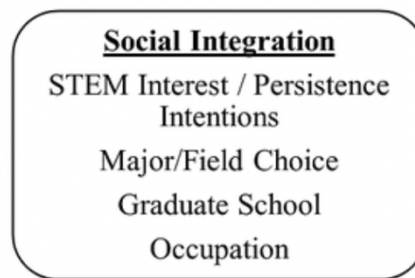 Social Integration
STEM Interest / Persistence
Intentions
Major/Field Choice
Graduate School
Occupation